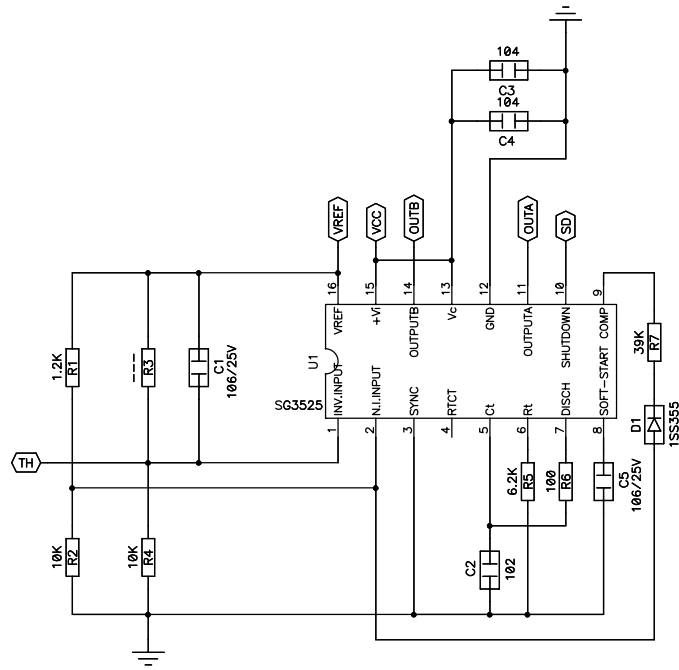 104
C3
104
C4
VREF
VCC
OUTB
OUTA
SD
16
15
14
13
12
11
10
9
VREF
+Vi
OUTPUTB
Vc
GND
OUTPUTA
SHUTDOWN
COMP
U1
SG3525
INV.INPUT
N.I.INPUT
SYNC
RTCT
Ct
Rt
DISCH
SOFT-START
1
2
3
4
5
6
7
8
1.2K
R1
R3
C1
106/25V
39K
R7
D1
1SS355
TH
6.2K
R5
100
R6
C5
106/25V
10K
R2
10K
R4
C2
102